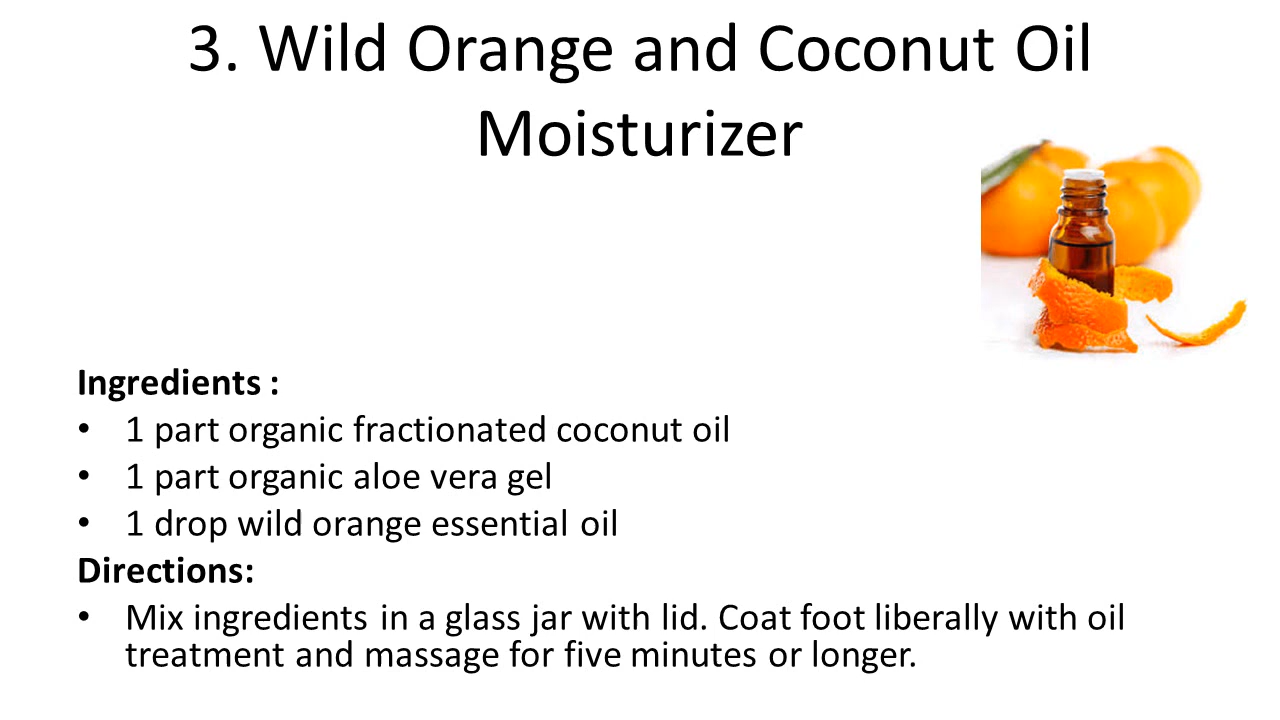 3. Wild Orange and Coconut Oil
Moisturizer
Ingredients :
• 1 part organic fractionated coconut oil
• 1 part organic aloe vera gel
• 1 drop wild orange essential oil
Directions:
• Mix ingredients in a glass jar with lid. Coat foot liberally with oil
treatment and massage for five minutes or longer.